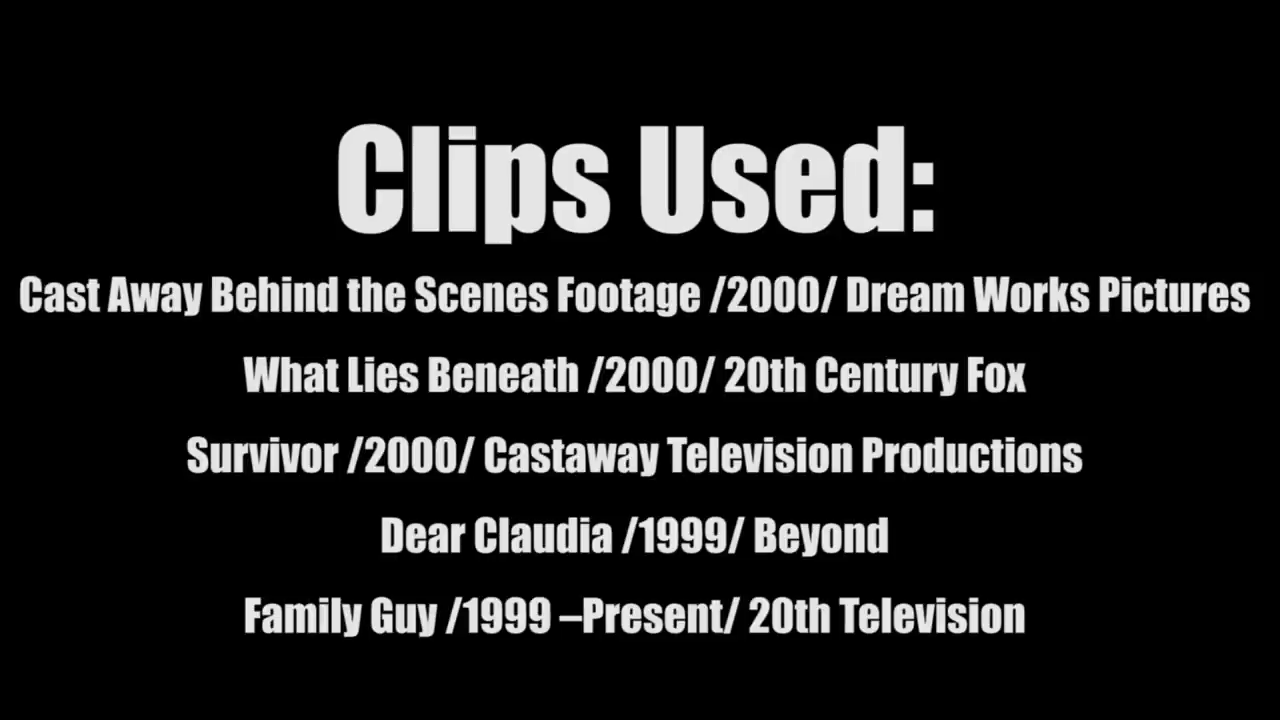 Clips Used:
Cast Away Behind the Scenes Footage /2000/ Dream Works Pictures
What Lies Beneath /2000/ 20th Century Fox
Survivor /2000/ Castaway Television Productions
Dear Claudia /1999/ Beyond
Family Guy /1999 –Present/ 20th Television